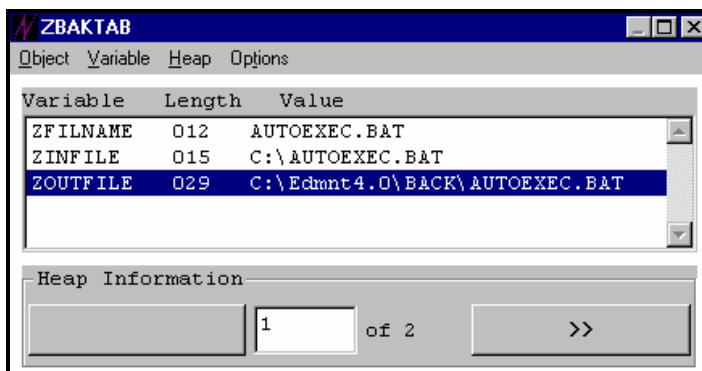 ZBAKTAB
Object Variable Heap Options
Variable Length Value
ZFILNAME 012 AUTOEXEC.BAT
ZINFILE 015 C:\AUTOEXEC.BAT
ZOUTFILE 029 C:\Edmnt4.0\BACK\AUTOEXEC.BAT
Heap Information
1 of 2 >>